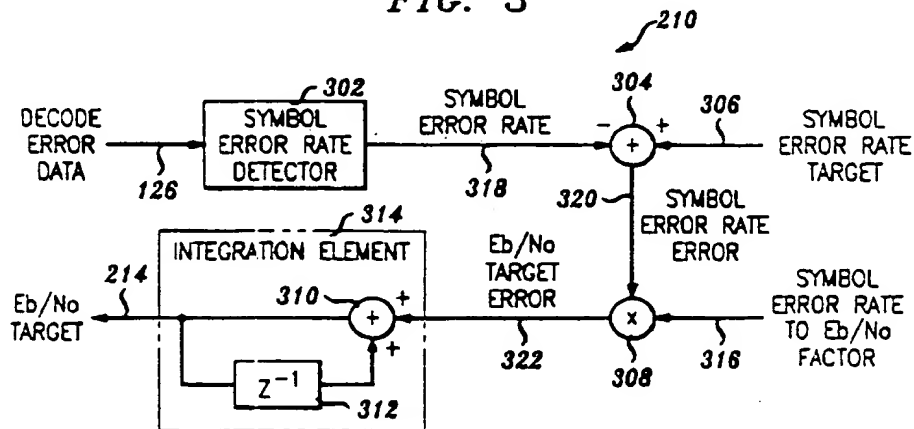 FIG. 3
210
302
304
306
DECODE
ERROR
DATA
126
SYMBOL
ERROR RATE
DETECTOR
SYMBOL
ERROR RATE
318
-
+
+
SYMBOL
ERROR RATE
TARGET
320
SYMBOL
ERROR RATE
ERROR
314
INTEGRATION ELEMENT
Eb/No
TARGET
ERROR
214
Eb/No
TARGET
310
+
+
+
322
x
308
316
SYMBOL
ERROR RATE
TO Eb/No
FACTOR
Z-1
312